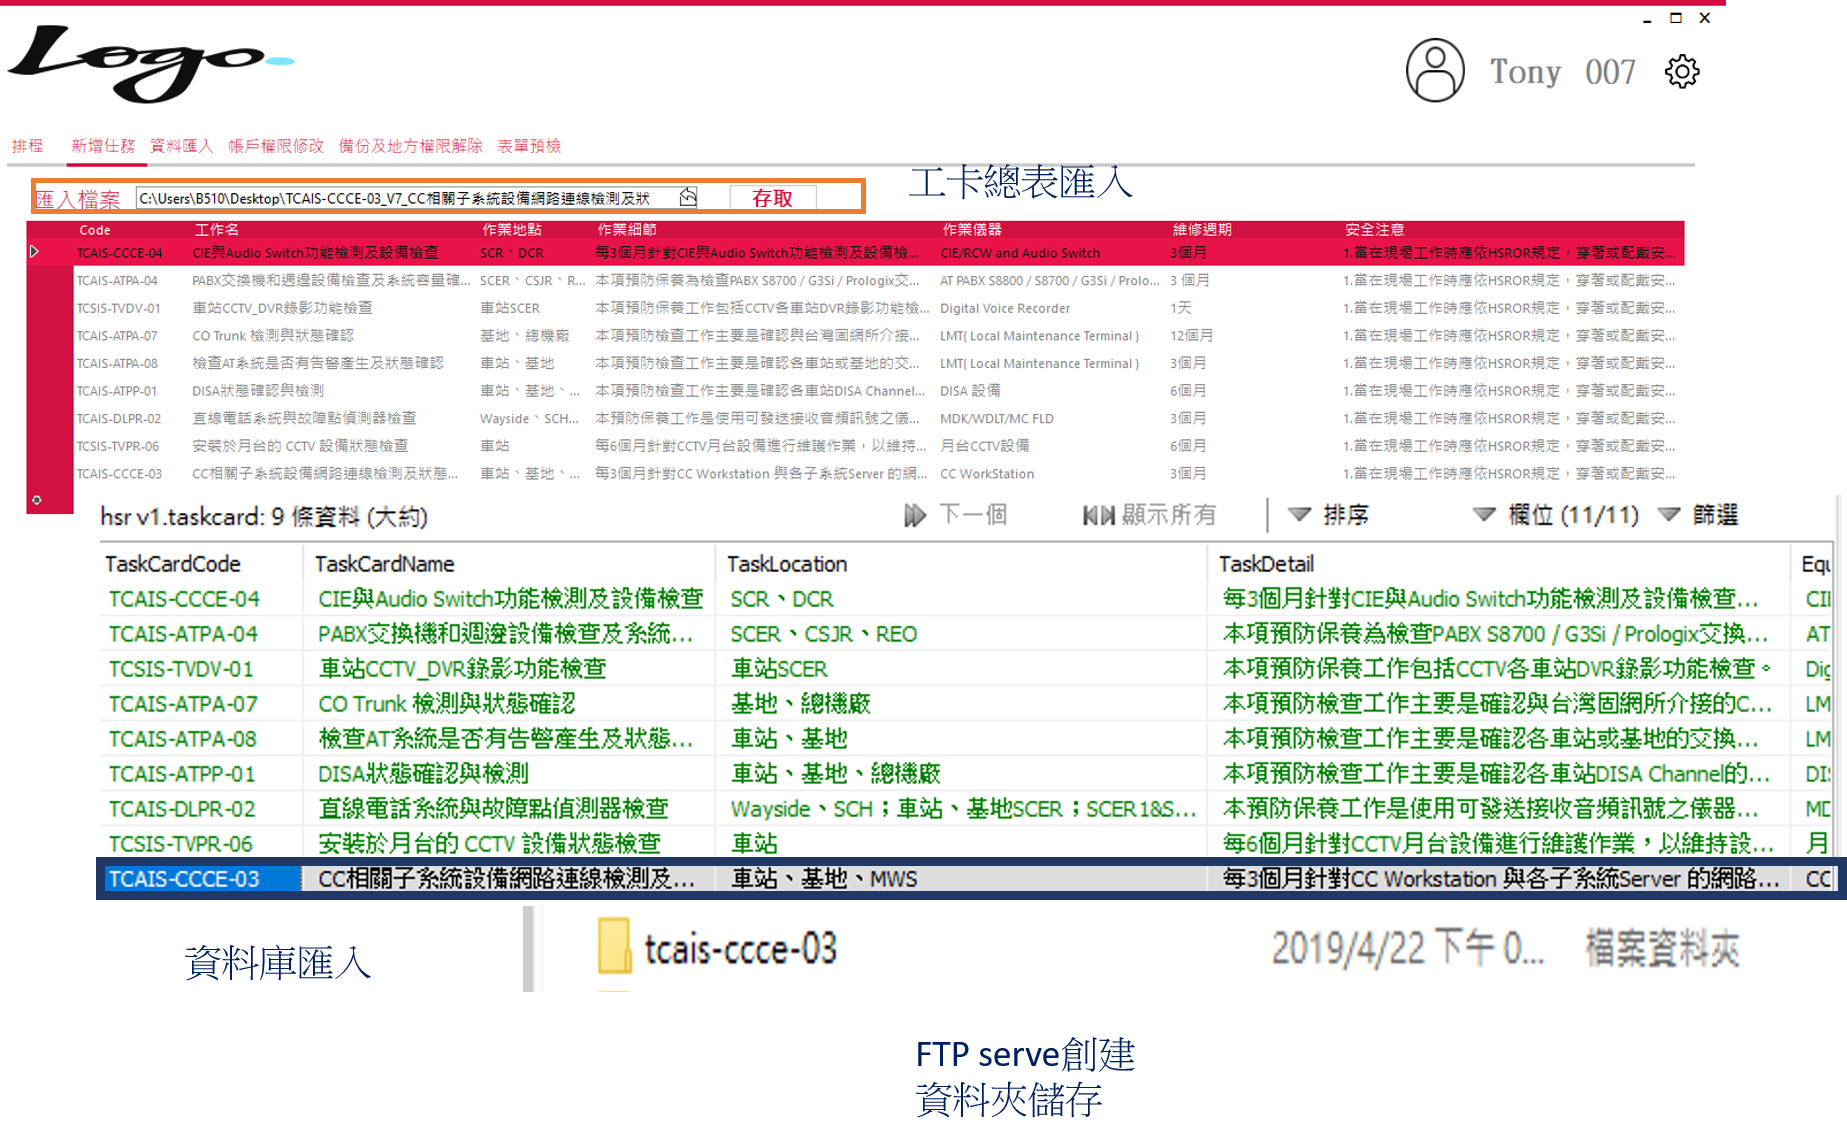 Logo
Tony 007
排程 新增任務 資料匯入 帳戶權限修改 備份及地方權限解除 表單預檢
工卡總表匯入
匯入檔案 C:\Users\B510\Desktop\TCAIS-CCCE-03_V7_CC相關子系統設備網路連線檢測及狀 存取
Code 工作名 作業地點 作業細節 作業儀器 維修週期 安全注意
TCAIS-CCCE-04 CIE與Audio Switch功能檢測及設備檢查 SCR、DCR 每3個月針對CIE與Audio Switch功能檢測及設備檢... CIE/RCW and Audio Switch 3個月 1.當在現場工作時應依HSROR規定，穿著或配戴安...
TCAIS-ATPA-04 PABX交換機和週邊設備檢查及系統容量確... SCER、CSJR、R... 本項預防保養為檢查PABX S8700 / G3Si / Prologix交... AT PABX S8800 / S8700 / G3Si / Prolo... 3 個月 1.當在現場工作時應依HSROR規定，穿著或配戴安...
TCSIS-TVDV-01 車站CCTV_DVR錄影功能檢查 車站SCER 本項預防保養工作包括CCTV各車站DVR錄影功能檢... Digital Voice Recorder 1天 1.當在現場工作時應依HSROR規定，穿著或配戴安...
TCAIS-ATPA-07 CO Trunk 檢測與狀態確認 基地、總機廠 本項預防檢查工作主要是確認與台灣固網所介接... LMT( Local Maintenance Terminal ) 12個月 1.當在現場工作時應依HSROR規定，穿著或配戴安...
TCAIS-ATPA-08 檢查AT系統是否有告警產生及狀態確認 車站、基地 本項預防檢查工作主要是確認各車站或基地的交... LMT( Local Maintenance Terminal ) 3個月 1.當在現場工作時應依HSROR規定，穿著或配戴安...
TCAIS-ATPP-01 DISA狀態確認與檢測 車站、基地、... 本項預防檢查工作主要是確認各車站DISA Channel... DISA 設備 6個月 1.當在現場工作時應依HSROR規定，穿著或配戴安...
TCAIS-DLPR-02 直線電話系統與故障點偵測器檢查 Wayside、SCH... 本預防保養工作是使用可發送接收音頻訊號之儀... MDK/WDLT/MC FLD 3個月 1.當在現場工作時應依HSROR規定，穿著或配戴安...
TCSIS-TVPR-06 安裝於月台的 CCTV 設備狀態檢查 車站 每6個月針對CCTV月台設備進行維護作業，以維持... 月台CCTV設備 6個月 1.當在現場工作時應依HSROR規定，穿著或配戴安...
TCAIS-CCCE-03 CC相關子系統設備網路連線檢測及狀態... 車站、基地、... 每3個月針對CC Workstation 與各子系統Server 的網... CC WorkStation 3個月 1.當在現場工作時應依HSROR規定，穿著或配戴安...
hsr v1.taskcard: 9 條資料 (大約) 下一個 顯示所有 排序 欄位 (11/11) 篩選
TaskCardCode TaskCardName TaskLocation TaskDetail Equ
TCAIS-CCCE-04 CIE與Audio Switch功能檢測及設備檢查 SCR、DCR 每3個月針對CIE與Audio Switch功能檢測及設備檢查... CI
TCAIS-ATPA-04 PABX交換機和週邊設備檢查及系統... SCER、CSJR、REO 本項預防保養為檢查PABX S8700 / G3Si / Prologix交換... AT
TCSIS-TVDV-01 車站CCTV_DVR錄影功能檢查 車站SCER 本項預防保養工作包括CCTV各車站DVR錄影功能檢查。 Dig
TCAIS-ATPA-07 CO Trunk 檢測與狀態確認 基地、總機廠 本項預防檢查工作主要是確認與台灣固網所介接的C... LM
TCAIS-ATPA-08 檢查AT系統是否有告警產生及狀態... 車站、基地 本項預防檢查工作主要是確認各車站或基地的交換... LM
TCAIS-ATPP-01 DISA狀態確認與檢測 車站、基地、總機廠 本項預防檢查工作主要是確認各車站DISA Channel的... DI
TCAIS-DLPR-02 直線電話系統與故障點偵測器檢查 Wayside、SCH；車站、基地SCER；SCER1&S... 本預防保養工作是使用可發送接收音頻訊號之儀器... MD
TCSIS-TVPR-06 安裝於月台的 CCTV 設備狀態檢查 車站 每6個月針對CCTV月台設備進行維護作業，以維持設... 月
TCAIS-CCCE-03 CC相關子系統設備網路連線檢測及... 車站、基地、MWS 每3個月針對CC Workstation 與各子系統Server 的網路... CC
資料庫匯入
tcais-ccce-03 2019/4/22 下午 0... 檔案資料夾
FTP serve創建
資料夾儲存